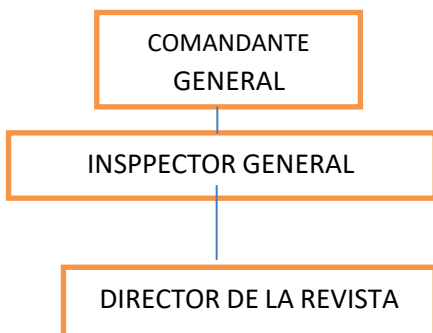 COMANDANTE
GENERAL
INSPPECTOR GENERAL
DIRECTOR DE LA REVISTA